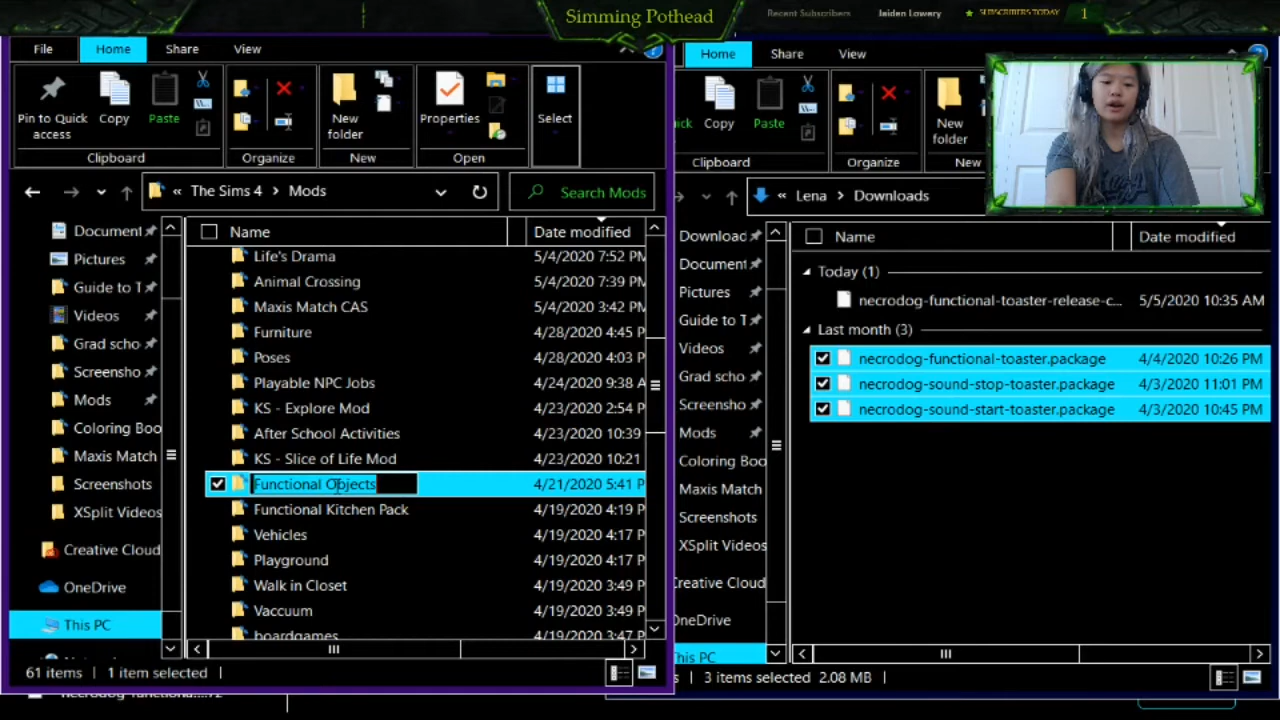 Simming Pothead
Recent Subscribers
Jaiden Lowery
SUBSCRIBERS TODAY
1
File
Home
Share
View
Pin to Quick
access
Copy
Paste
New
folder
Properties
Select
Clipboard
Organize
New
Open
The Sims 4
Mods
Search Mods
Document
Pictures
Guide to T
Videos
Grad scho
Screensho
Mods
Coloring Boo
Maxis Match
Screenshots
XSplit Videos
Creative Cloud
OneDrive
This PC
Name
Date modified
Life's Drama 5/4/2020 7:52 PM
Animal Crossing 5/4/2020 7:39 PM
Maxis Match CAS 5/4/2020 3:42 PM
Furniture 4/28/2020 4:45 P
Poses 4/28/2020 4:03 P
Playable NPC Jobs 4/24/2020 9:38 A
KS - Explore Mod 4/23/2020 2:54 P
After School Activities 4/23/2020 10:39
KS - Slice of Life Mod 4/23/2020 10:21
Functional Objects 4/21/2020 5:41 P
Functional Kitchen Pack 4/19/2020 4:19 P
Vehicles 4/19/2020 4:17 P
Playground 4/19/2020 4:17 P
Walk in Closet 4/19/2020 3:49 P
Vaccuum 4/19/2020 3:49 P
boardgames 4/19/2020 3:47 P
61 items
1 item selected
Home
Share
View
ick
Copy
Paste
New
folder
Clipboard
Organize
New
Lena
Downloads
Download
Document
Pictures
Guide to T
Videos
Grad scho
Screensho
Mods
Coloring Boo
Maxis Match
Screenshots
XSplit Videos
Creative Cloud
OneDrive
This PC
Name
Date modified
Today (1)
necrodog-functional-toaster-release-c... 5/5/2020 10:35 AM
Last month (3)
necrodog-functional-toaster.package 4/4/2020 10:26 PM
necrodog-sound-stop-toaster.package 4/3/2020 11:01 PM
necrodog-sound-start-toaster.package 4/3/2020 10:45 PM
s
3 items selected 2.08 MB